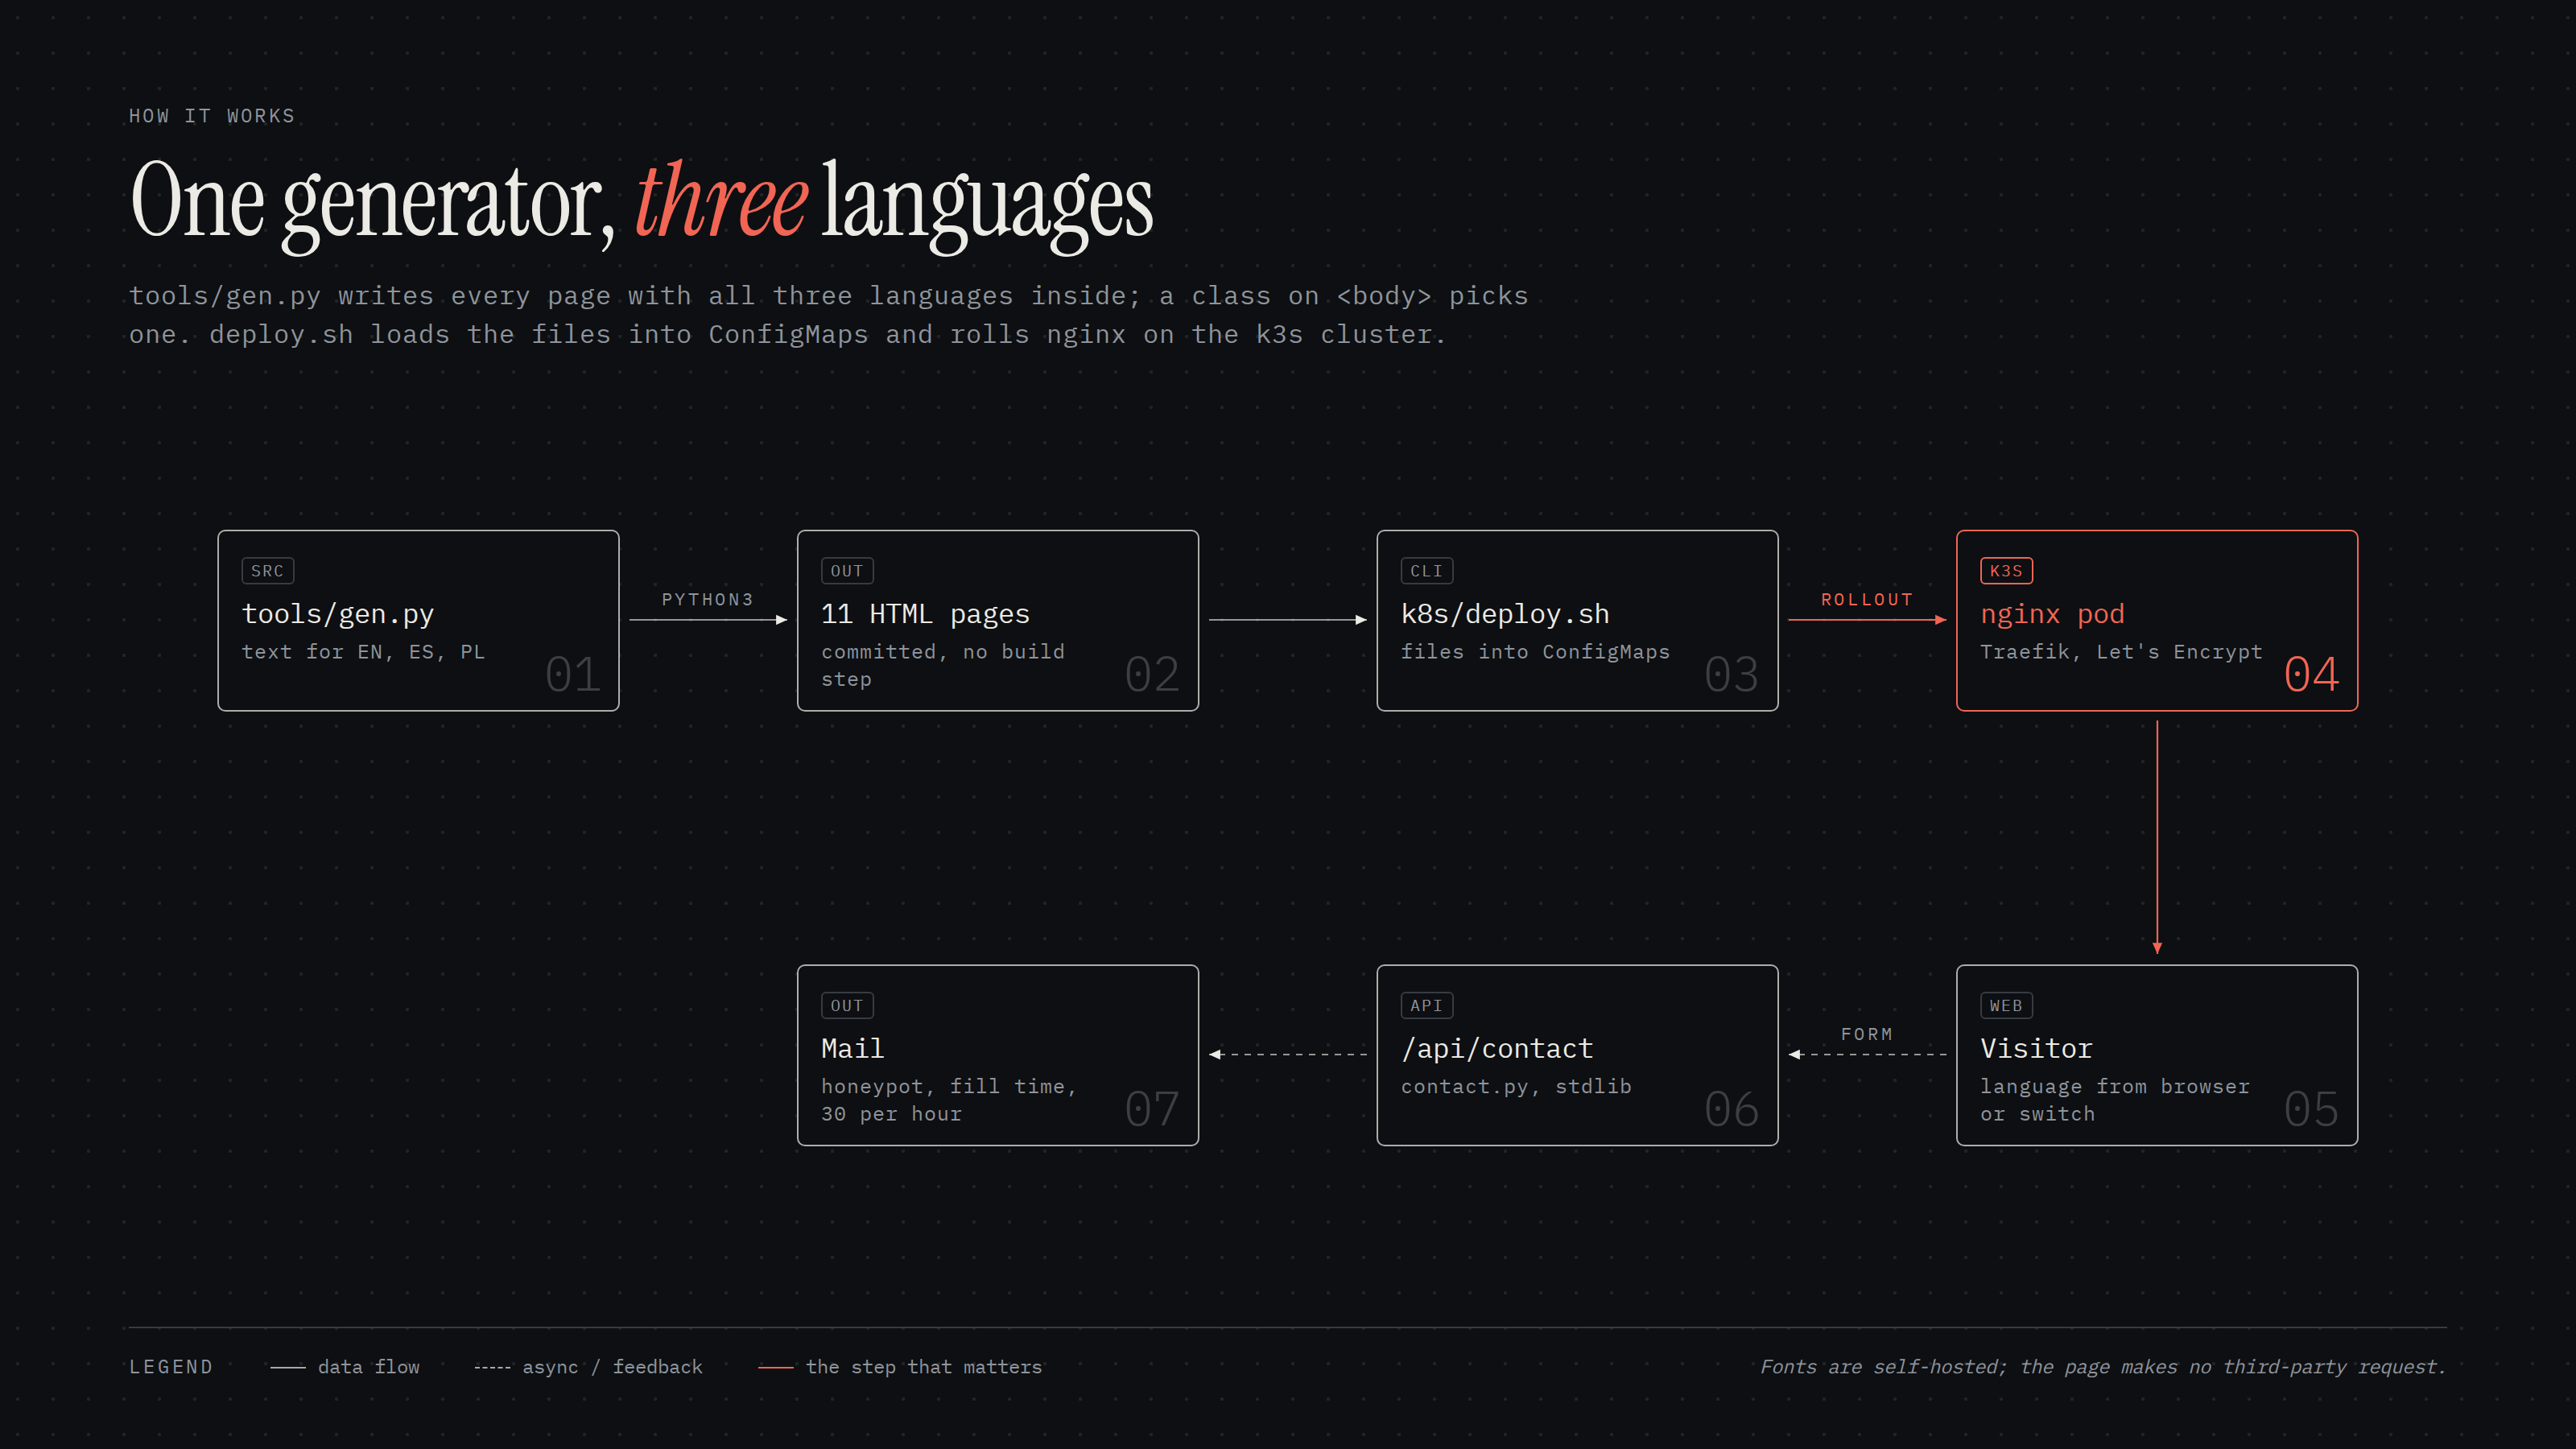 HOW IT WORKS
One generator, three languages
tools/gen.py writes every page with all three languages inside; a class on <body> picks
one. deploy.sh loads the files into ConfigMaps and rolls nginx on the k3s cluster.
SRC
tools/gen.py
text for EN, ES, PL
01
PYTHON3
OUT
11 HTML pages
committed, no build
step
02
CLI
k8s/deploy.sh
files into ConfigMaps
03
ROLLOUT
K3S
nginx pod
Traefik, Let's Encrypt
04
OUT
Mail
honeypot, fill time,
30 per hour
07
API
/api/contact
contact.py, stdlib
06
FORM
WEB
Visitor
language from browser
or switch
05
LEGEND
data flow
async / feedback
the step that matters
Fonts are self-hosted; the page makes no third-party request.